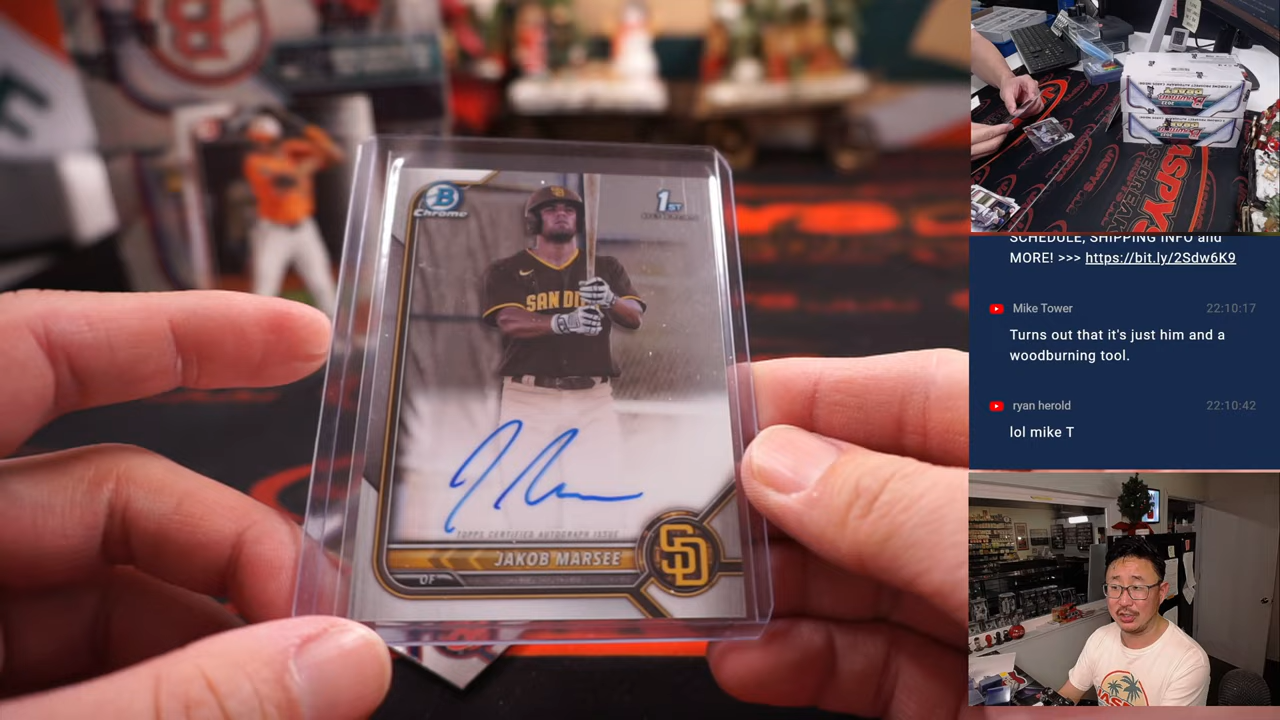 Chrome
1ST
SAN DIE
TOPPS CERTIFIED AUTOGRAPH ISSUE
JAKOB MARSEE
OF
SD
SCHEDULE, SHIPPING INFO and
MORE! >>> https://bit.ly/2Sdw6K9
Mike Tower 22:10:17
Turns out that it's just him and a
woodburning tool.
ryan herold 22:10:42
lol mike T